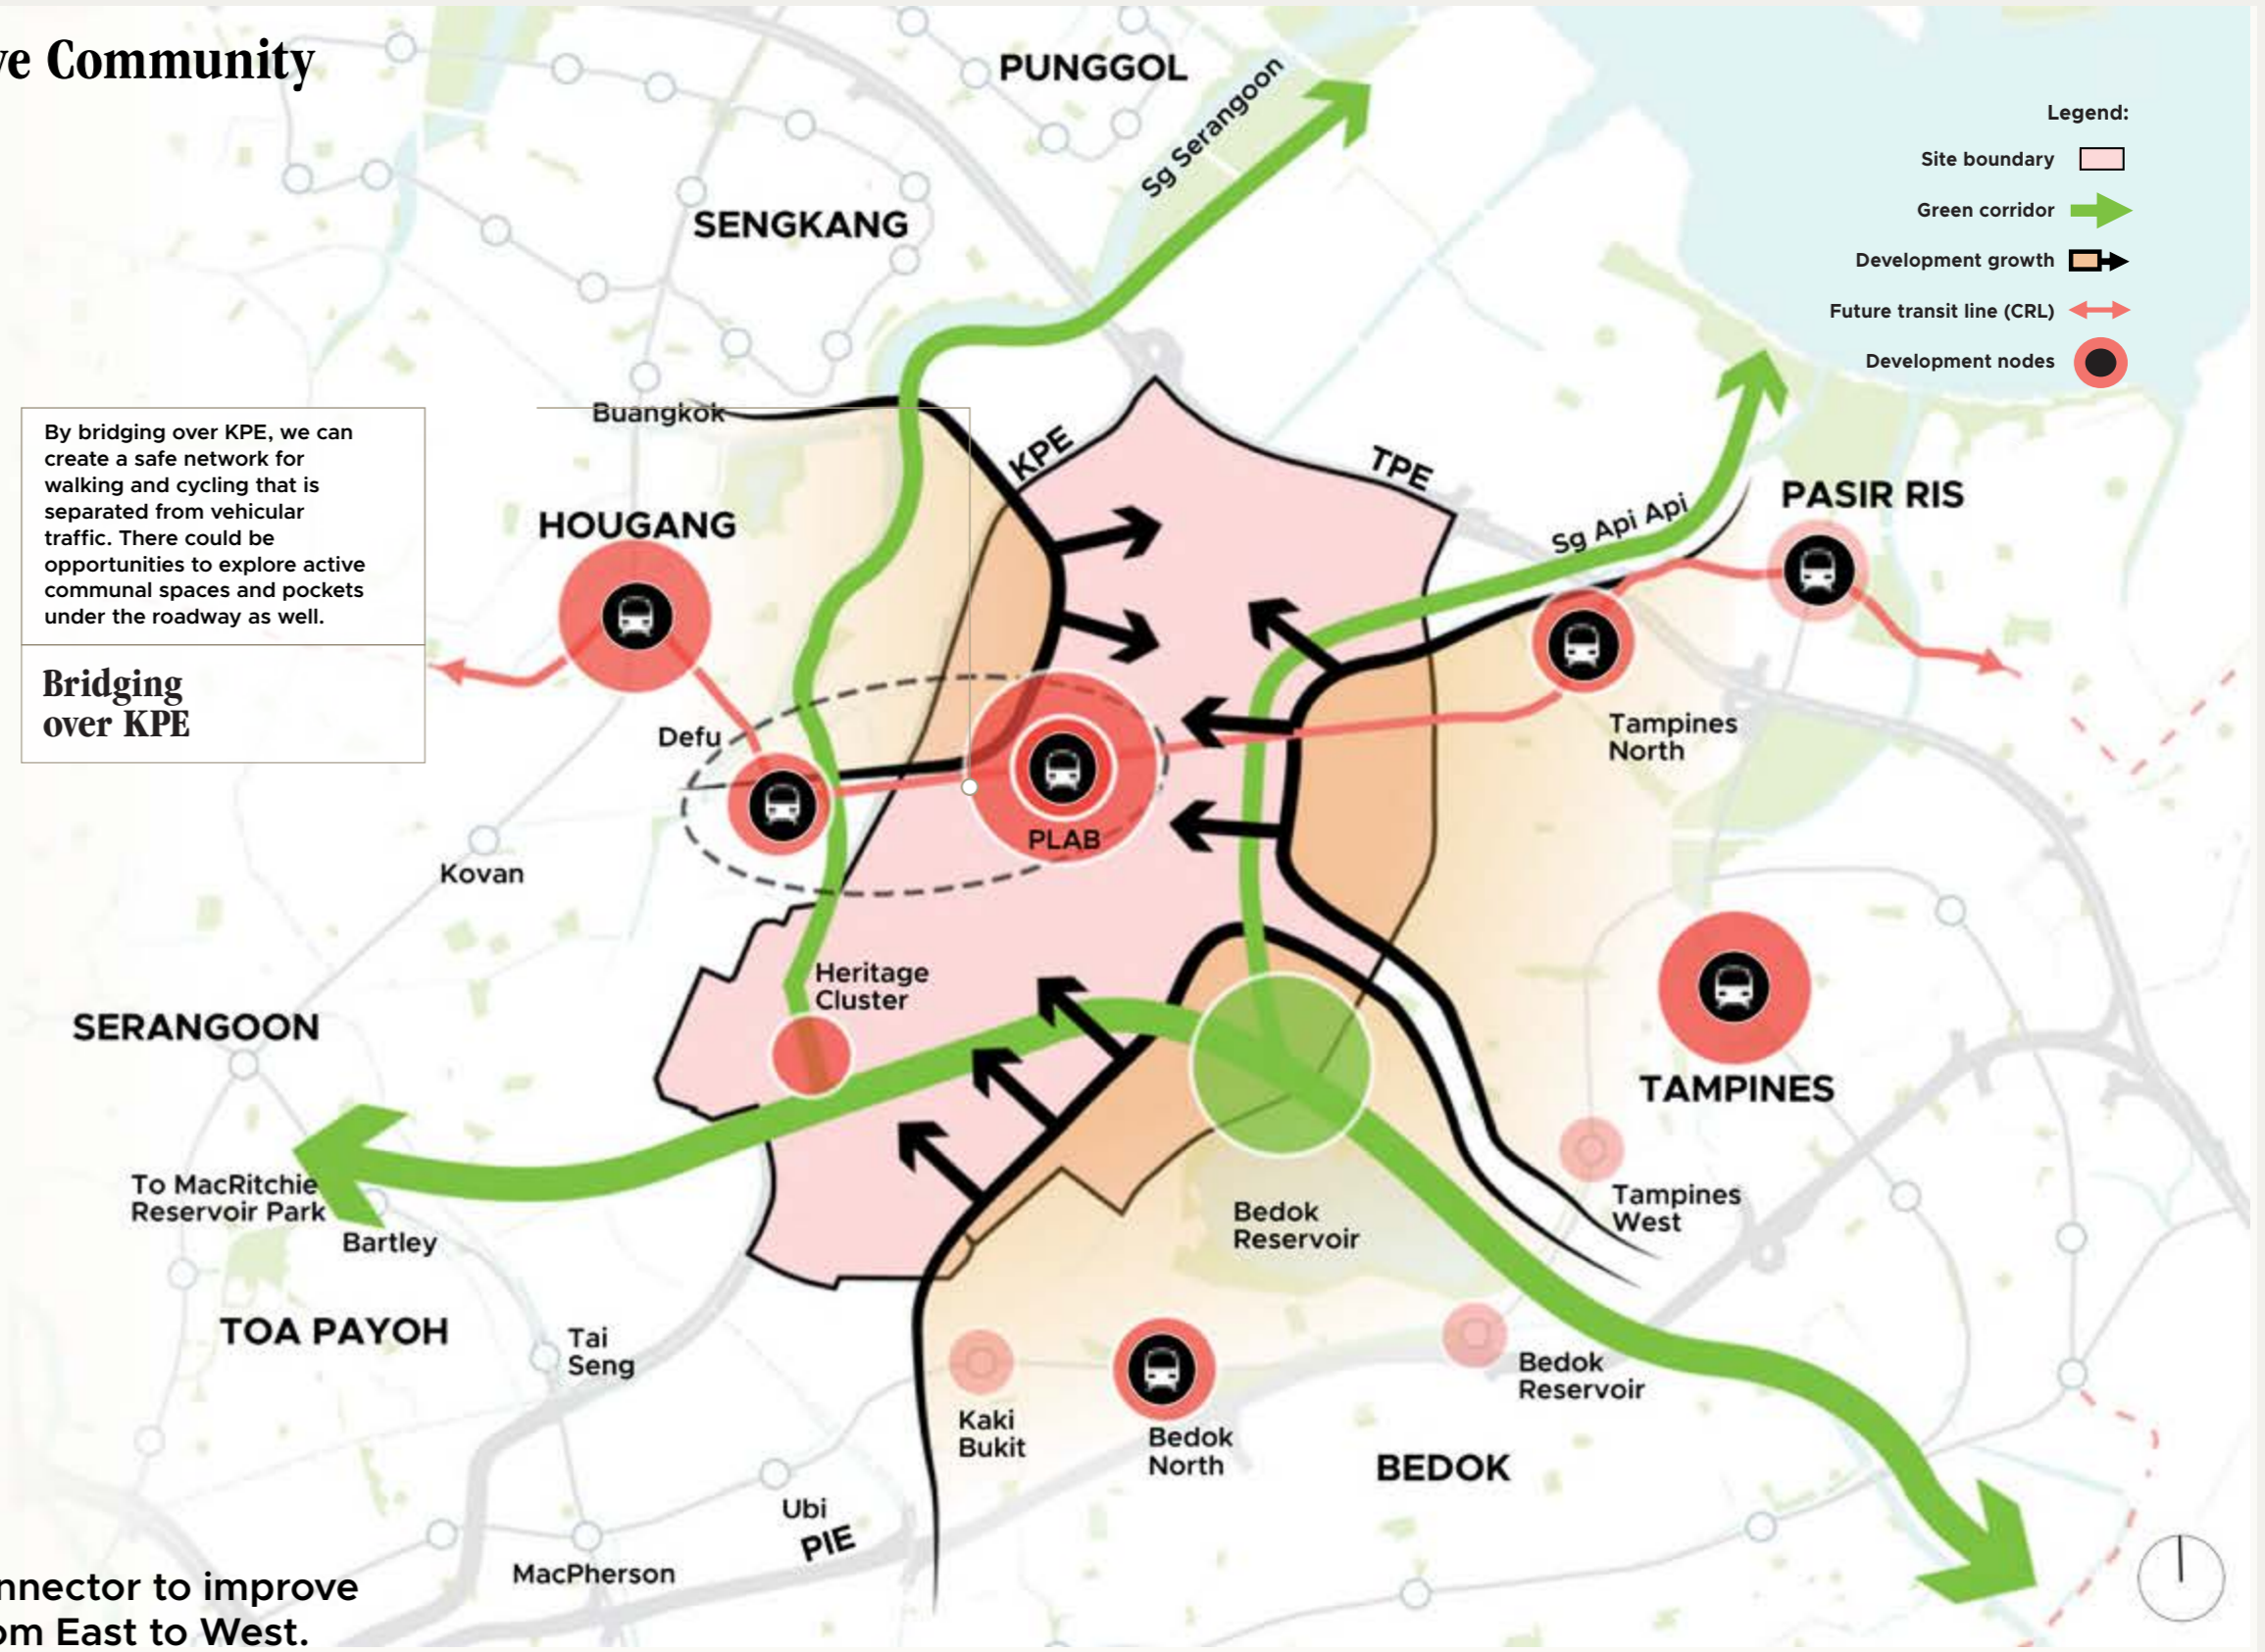 ve Community
PUNGGOL
Sg Serangoon
SENGKANG
Legend:
Site boundary
Green corridor
Development growth
Future transit line (CRL)
Development nodes
Buangkok
By bridging over KPE, we can
create a safe network for
walking and cycling that is
separated from vehicular
traffic. There could be
opportunities to explore active
communal spaces and pockets
under the roadway as well.
Bridging
over KPE
KPE
TPE
HOUGANG
Sg Api Api
PASIR RIS
Defu
Tampines
North
PLAB
Kovan
Heritage
Cluster
SERANGOON
TAMPINES
To MacRitchie
Reservoir Park
Bartley
Bedok
Reservoir
Tampines
West
TOA PAYOH
Tai
Seng
Bedok
Reservoir
Kaki
Bukit
Bedok
North
BEDOK
Ubi
PIE
MacPherson
nnector to improve
om East to West.